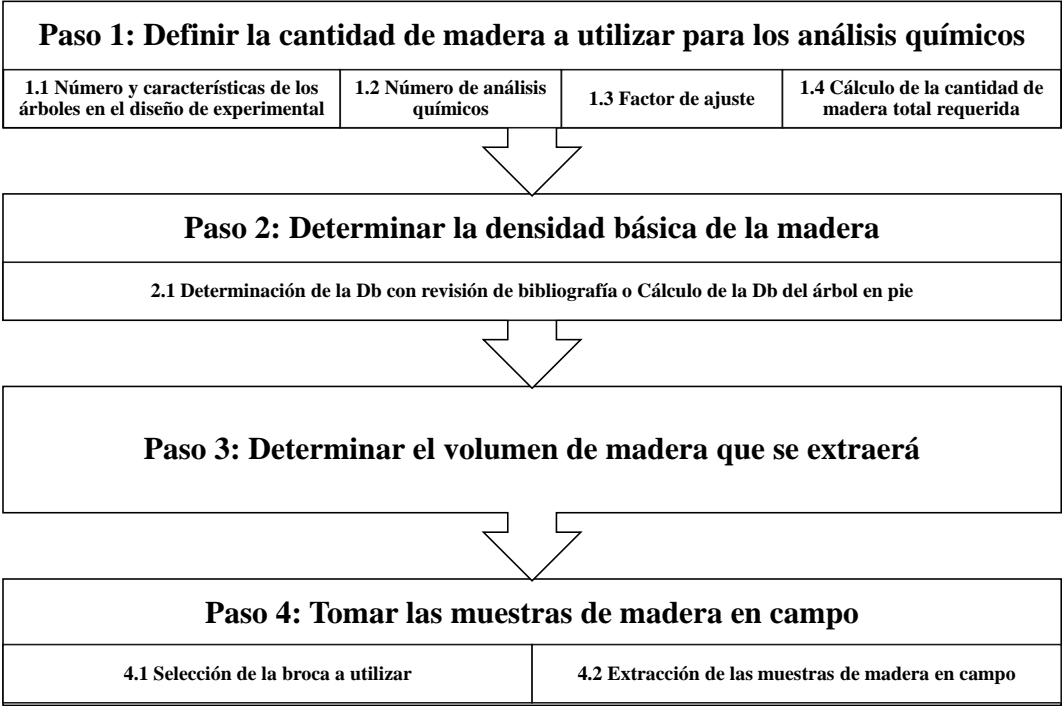 Paso 1: Definir la cantidad de madera a utilizar para los análisis químicos
1.1 Número y características de los
árboles en el diseño de experimental
1.2 Número de análisis
químicos
1.3 Factor de ajuste
1.4 Cálculo de la cantidad de
madera total requerida
Paso 2: Determinar la densidad básica de la madera
2.1 Determinación de la Db con revisión de bibliografía o Cálculo de la Db del árbol en pie
Paso 3: Determinar el volumen de madera que se extraerá
Paso 4: Tomar las muestras de madera en campo
4.1 Selección de la broca a utilizar
4.2 Extracción de las muestras de madera en campo